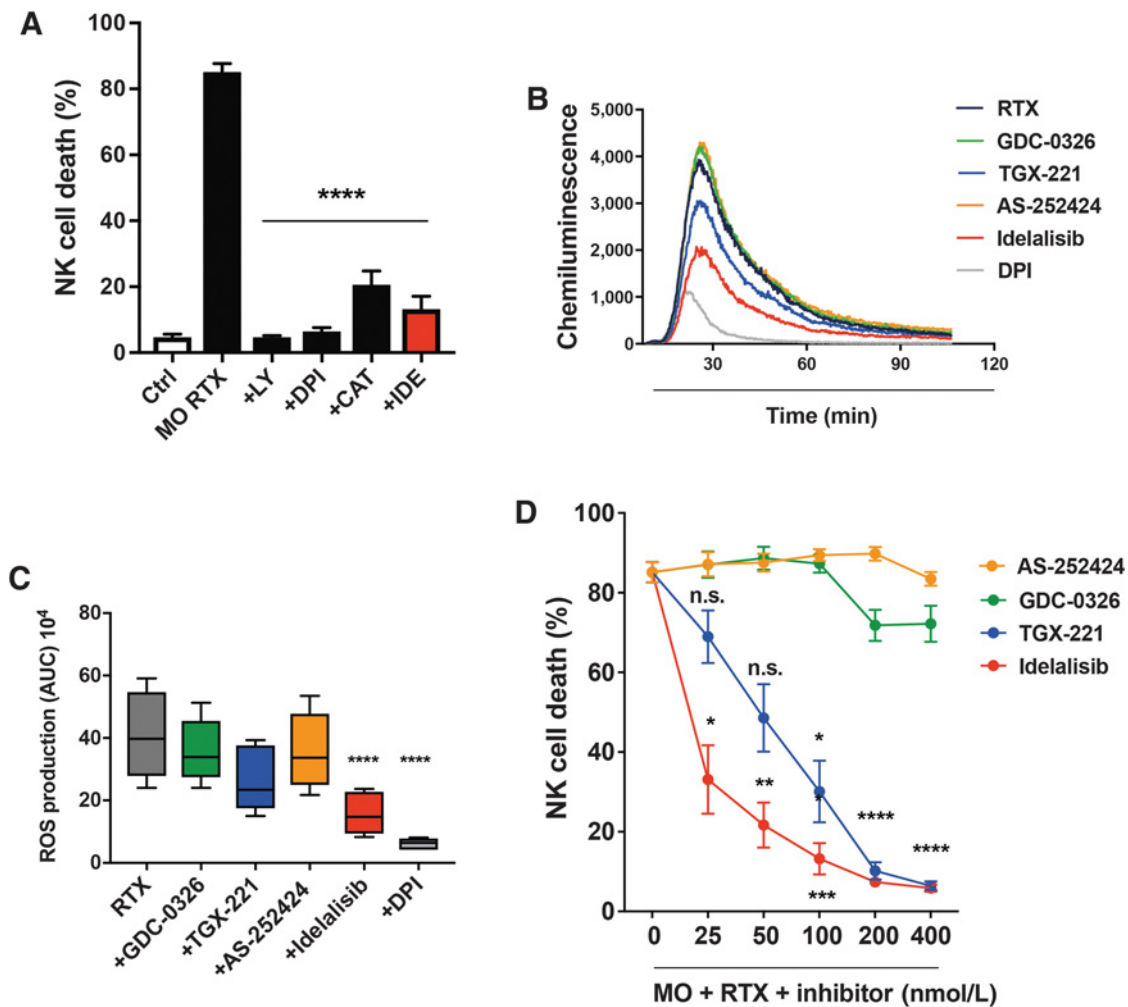 A
NK cell death (%)
100
80
60
40
20
0
****
Ctrl
MO RTX
+LY
+DPI
+CAT
+IDE
B
Chemiluminescence
5,000
4,000
3,000
2,000
1,000
0
30
60
90
120
Time (min)
RTX
GDC-0326
TGX-221
AS-252424
Idelalisib
DPI
C
ROS production (AUC) 10⁴
80
60
40
20
0
****
****
RTX
+GDC-0326
+TGX-221
+AS-252424
+Idelalisib
+DPI
D
NK cell death (%)
100
80
60
40
20
0
n.s.
n.s.
*
*
**
*
****
****
***
0 25 50 100 200 400
MO + RTX + inhibitor (nmol/L)
AS-252424
GDC-0326
TGX-221
Idelalisib